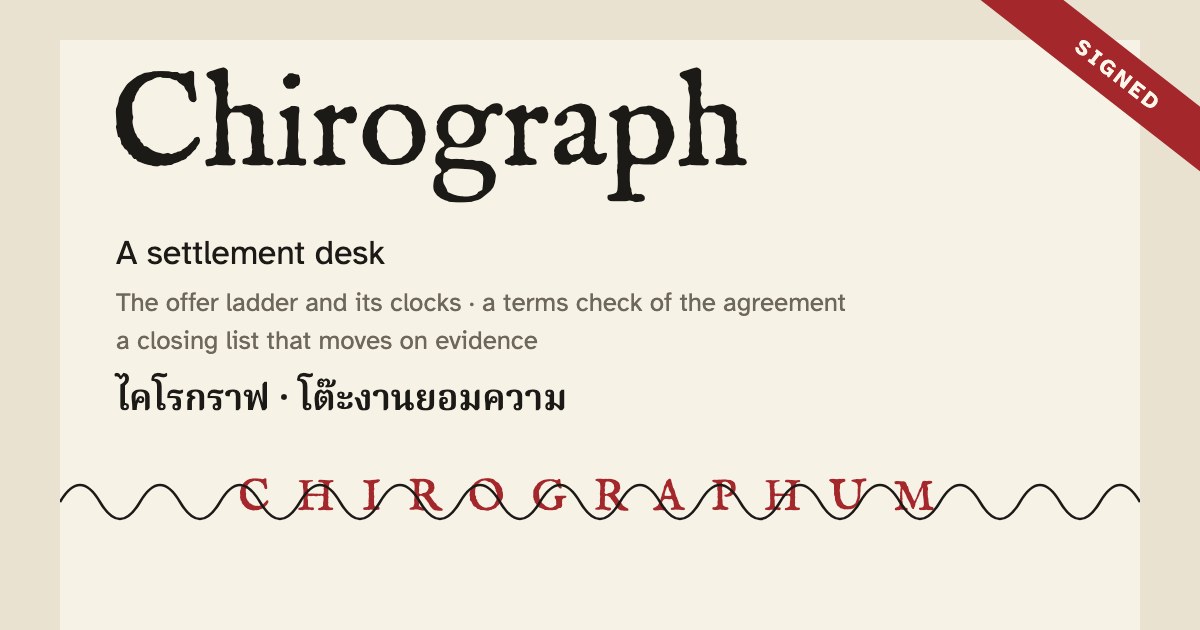 Chirograph
SIGNED
A settlement desk
The offer ladder and its clocks · a terms check of the agreement
a closing list that moves on evidence
ไคโรกราฟ · โต๊ะงานยอมความ
CHIROGRAPHUM